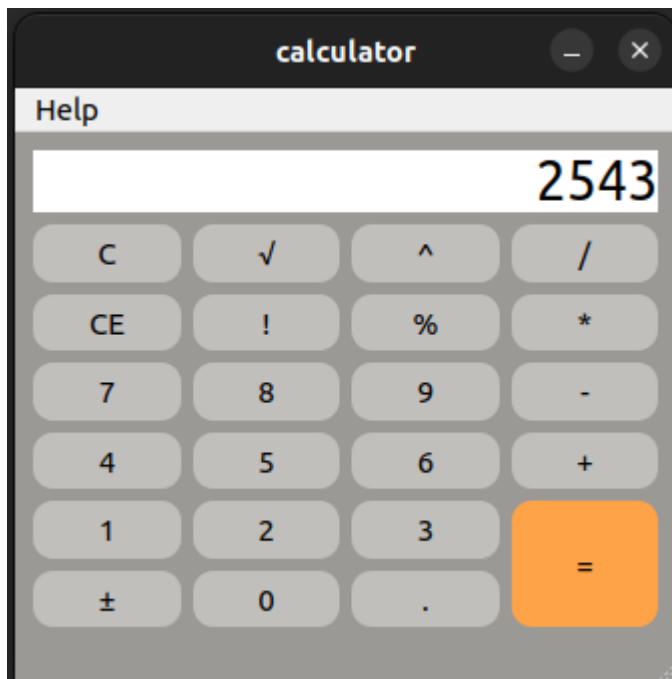 calculator
Help
2543
C √ ^ /
CE ! % *
7 8 9 -
4 5 6 +
1 2 3
=
± 0 .